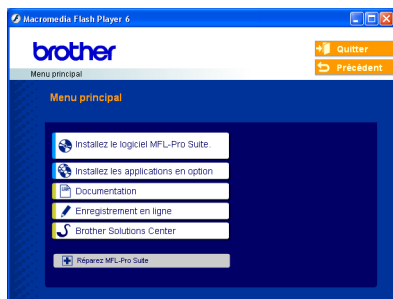 Macromedia Flash Player 6
brother
Quitter
Menu principal
Précédent
Menu principal
Installez le logiciel MFL-Pro Suite.
Installez les applications en option
Documentation
Enregistrement en ligne
Brother Solutions Center
Réparez MFL-Pro Suite